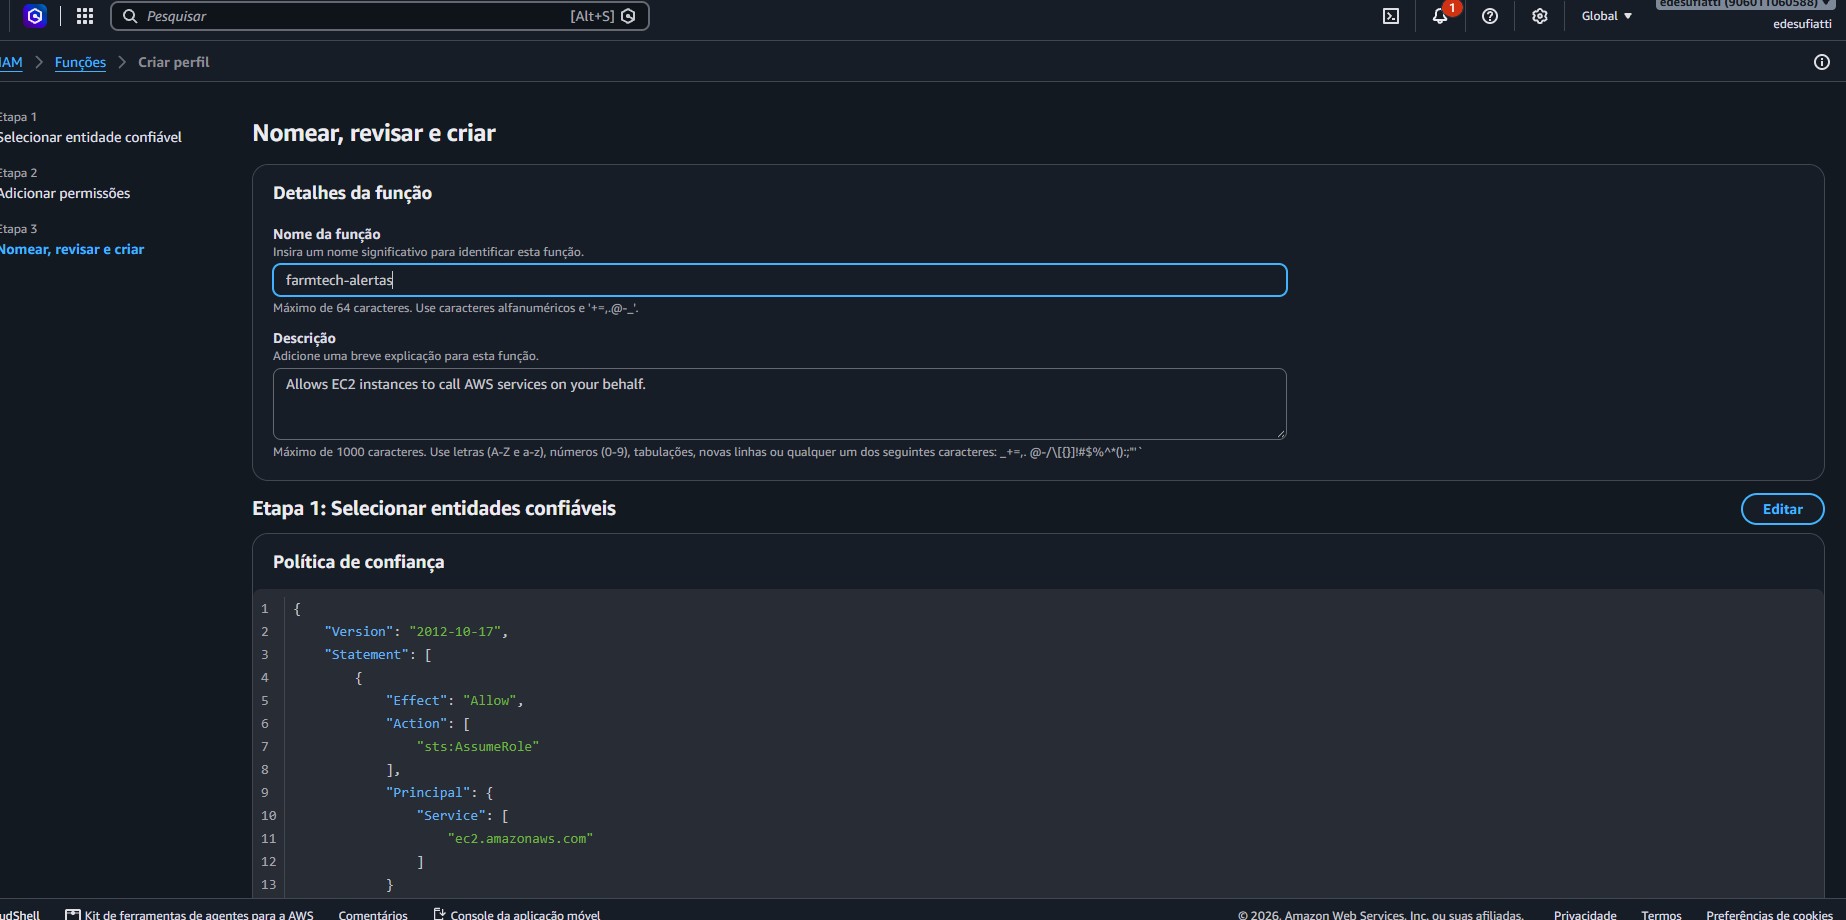 Pesquisar [Alt+S] 1 Global
edesufiatti (906011060588)
edesufiatti
IAM > Funções > Criar perfil
Etapa 1
Selecionar entidade confiável
Etapa 2
Adicionar permissões
Etapa 3
Nomear, revisar e criar
Nomear, revisar e criar
Detalhes da função
Nome da função
Insira um nome significativo para identificar esta função.
farmtech-alertas
Máximo de 64 caracteres. Use caracteres alfanuméricos e '+=,.@-_'.
Descrição
Adicione uma breve explicação para esta função.
Allows EC2 instances to call AWS services on your behalf.
Máximo de 1000 caracteres. Use letras (A-Z e a-z), números (0-9), tabulações, novas linhas ou qualquer um dos seguintes caracteres: _+=,. @-/\[{}]!#$%^*();:"'`
Etapa 1: Selecionar entidades confiáveis
Editar
Política de confiança
1 {
2 "Version": "2012-10-17",
3 "Statement": [
4 {
5 "Effect": "Allow",
6 "Action": [
7 "sts:AssumeRole"
8 ],
9 "Principal": {
10 "Service": [
11 "ec2.amazonaws.com"
12 ]
13 }
udShell Kit de ferramentas de agentes para a AWS Comentários Console da aplicação móvel © 2026, Amazon Web Services, Inc. ou suas afiliadas. Privacidade Termos Preferências de cookies